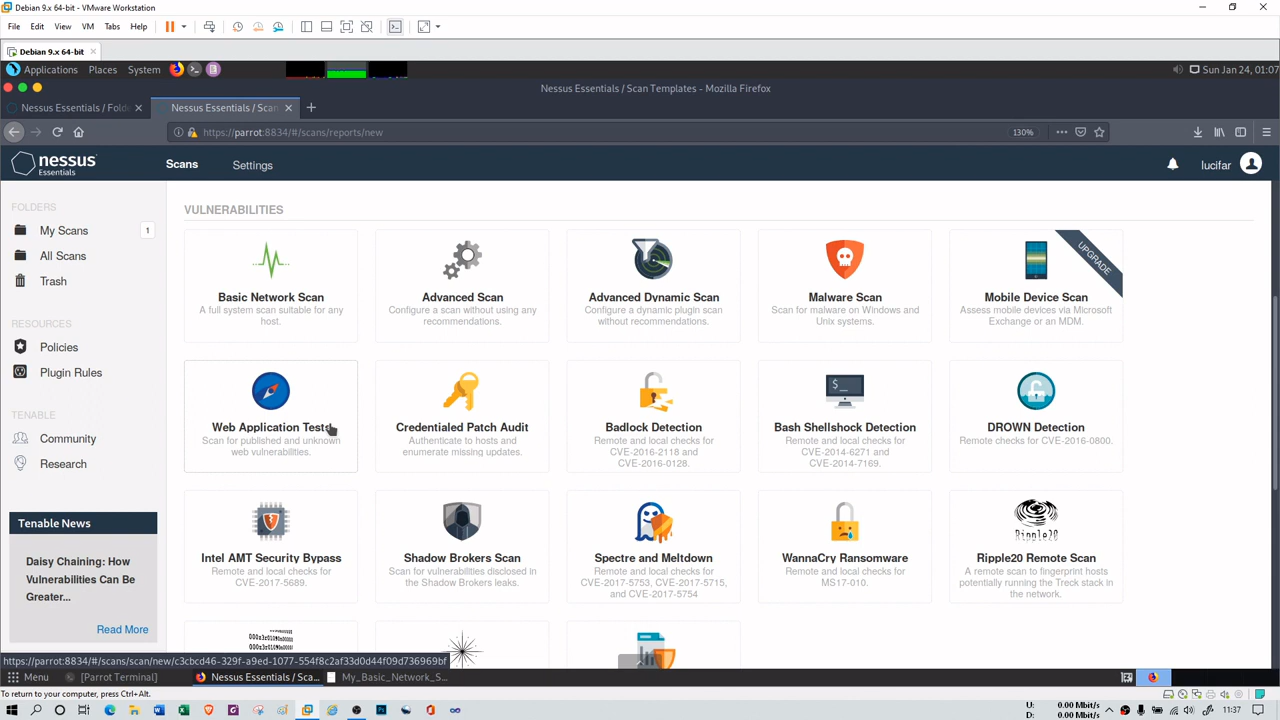 Debian 9.x 64-bit - VMware Workstation
File Edit View VM Tabs Help
Debian 9.x 64-bit
Applications Places System
Sun Jan 24, 01:07
Nessus Essentials / Scan Templates - Mozilla Firefox
Nessus Essentials / Folde
Nessus Essentials / Scan
https://parrot:8834/#/scans/reports/new
130%
nessus
Essentials
Scans
Settings
lucifar
FOLDERS
My Scans
1
All Scans
Trash
RESOURCES
Policies
Plugin Rules
TENABLE
Community
Research
Tenable News
Daisy Chaining: How
Vulnerabilities Can Be
Greater...
Read More
VULNERABILITIES
Basic Network Scan
A full system scan suitable for any
host.
Advanced Scan
Configure a scan without using any
recommendations.
Advanced Dynamic Scan
Configure a dynamic plugin scan
without recommendations.
Malware Scan
Scan for malware on Windows and
Unix systems.
UPGRADE
Mobile Device Scan
Assess mobile devices via Microsoft
Exchange or an MDM.
Web Application Tests
Scan for published and unknown
web vulnerabilities.
Credentialed Patch Audit
Authenticate to hosts and
enumerate missing updates.
Badlock Detection
Remote and local checks for
CVE-2016-2118 and
CVE-2016-0128.
$_
Bash Shellshock Detection
Remote and local checks for
CVE-2014-6271 and
CVE-2014-7169.
DROWN Detection
Remote checks for CVE-2016-0800.
Intel AMT Security Bypass
Remote and local checks for
CVE-2017-5689.
Shadow Brokers Scan
Scan for vulnerabilities disclosed in
the Shadow Brokers leaks.
Spectre and Meltdown
Remote and local checks for
CVE-2017-5753, CVE-2017-5715,
and CVE-2017-5754
WannaCry Ransomware
Remote and local checks for
MS17-010.
Ripple20
Ripple20 Remote Scan
A remote scan to fingerprint hosts
potentially running the Treck stack in
the network.
https://parrot:8834/#/scans/scan/new/c3cbcd46-329f-a9ed-1077-554f8c2af33d0d44f09d736969bf
Menu
[Parrot Terminal]
Nessus Essentials / Sca...
My_Basic_Network_S...
To return to your computer, press Ctrl+Alt.
U: 0.00 Mbit/s
D: 0.00 Mbit/s
11:37